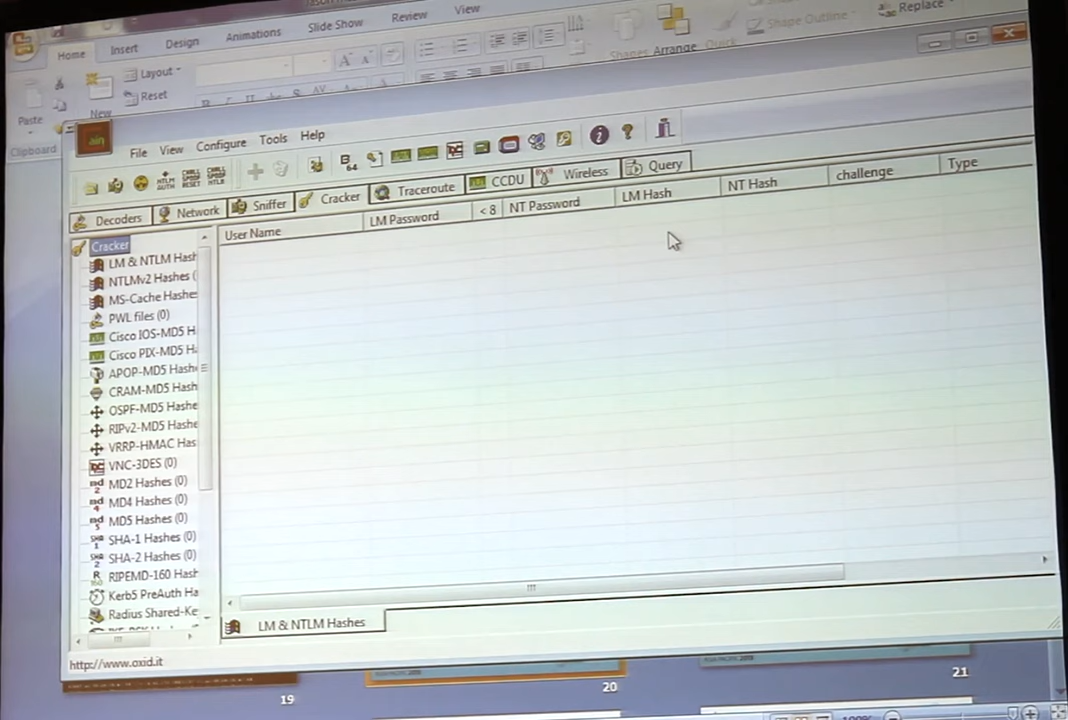 Home Insert Design Animations Slide Show Review View
Layout
Reset
Paste
New
Clipboard
Shapes Arrange Quick
Shape Outline
Replace
ain
File View Configure Tools Help
Decoders Network Sniffer Cracker Traceroute CCDU Wireless Query
User Name LM Password < 8 NT Password LM Hash NT Hash challenge Type
Cracker
LM & NTLM Hash
NTLMv2 Hashes (
MS-Cache Hashes
PWL files (0)
Cisco IOS-MD5 H
Cisco PIX-MD5 H
APOP-MD5 Hash
CRAM-MD5 Hash
OSPF-MD5 Hashe
RIPv2-MD5 Hashe
VRRP-HMAC Has
VNC-3DES (0)
MD2 Hashes (0)
MD4 Hashes (0)
MD5 Hashes (0)
SHA-1 Hashes (0)
SHA-2 Hashes (0)
RIPEMD-160 Hash
Kerb5 PreAuth Ha
Radius Shared-Ke
LM & NTLM Hashes
http://www.oxid.it
19 20 21